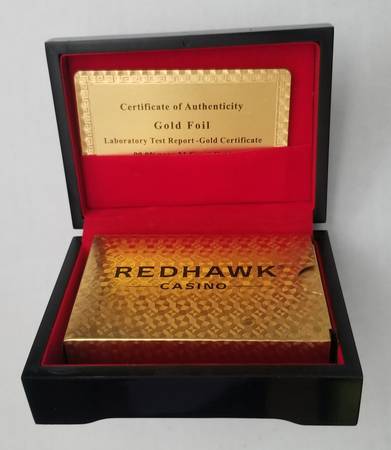 Certificate of Authenticity
Gold Foil
Laboratory Test Report -Gold Certificate
REDHAWK
CASINO